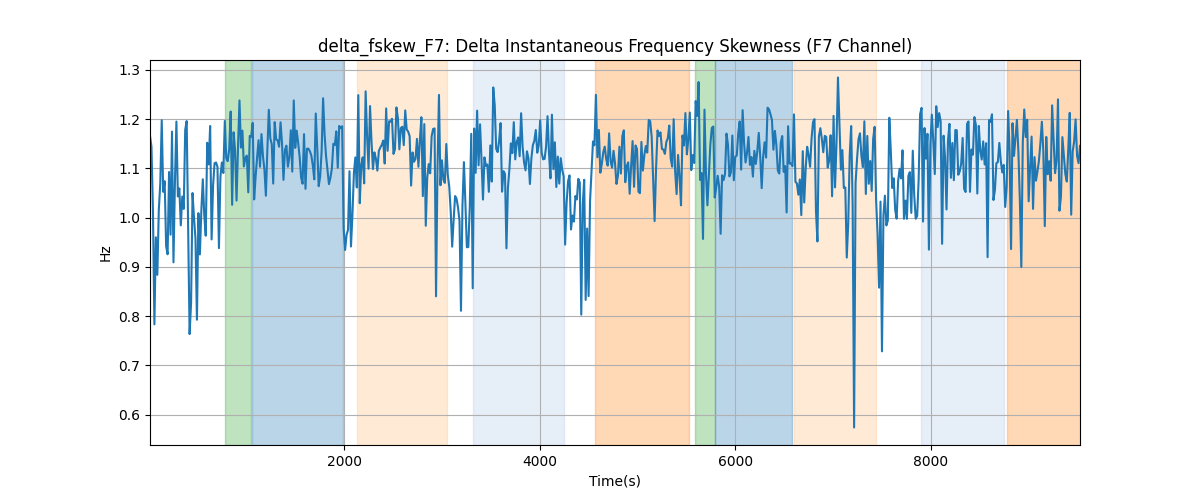 delta_fskew_F7: Delta Instantaneous Frequency Skewness (F7 Channel)
1.3
1.2
1.1
1.0
0.9
0.8
0.7
0.6
Hz
2000 4000 6000 8000
Time(s)